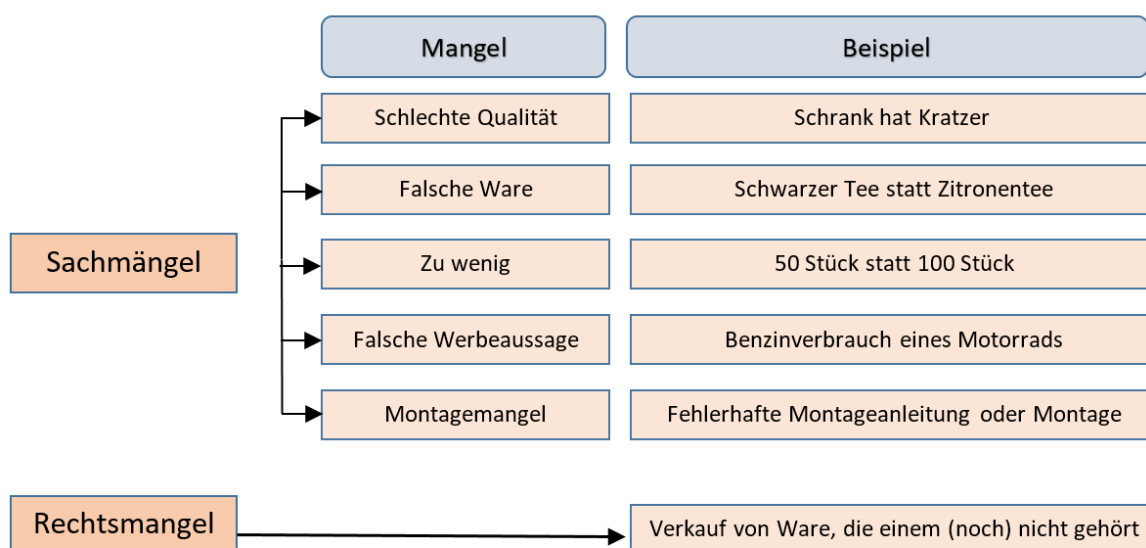 Mangel
Beispiel
Schlechte Qualität
Schrank hat Kratzer
Falsche Ware
Schwarzer Tee statt Zitronentee
Sachmängel
Zu wenig
50 Stück statt 100 Stück
Falsche Werbeaussage
Benzinverbrauch eines Motorrads
Montagemangel
Fehlerhafte Montageanleitung oder Montage
Rechtsmangel
Verkauf von Ware, die einem (noch) nicht gehört